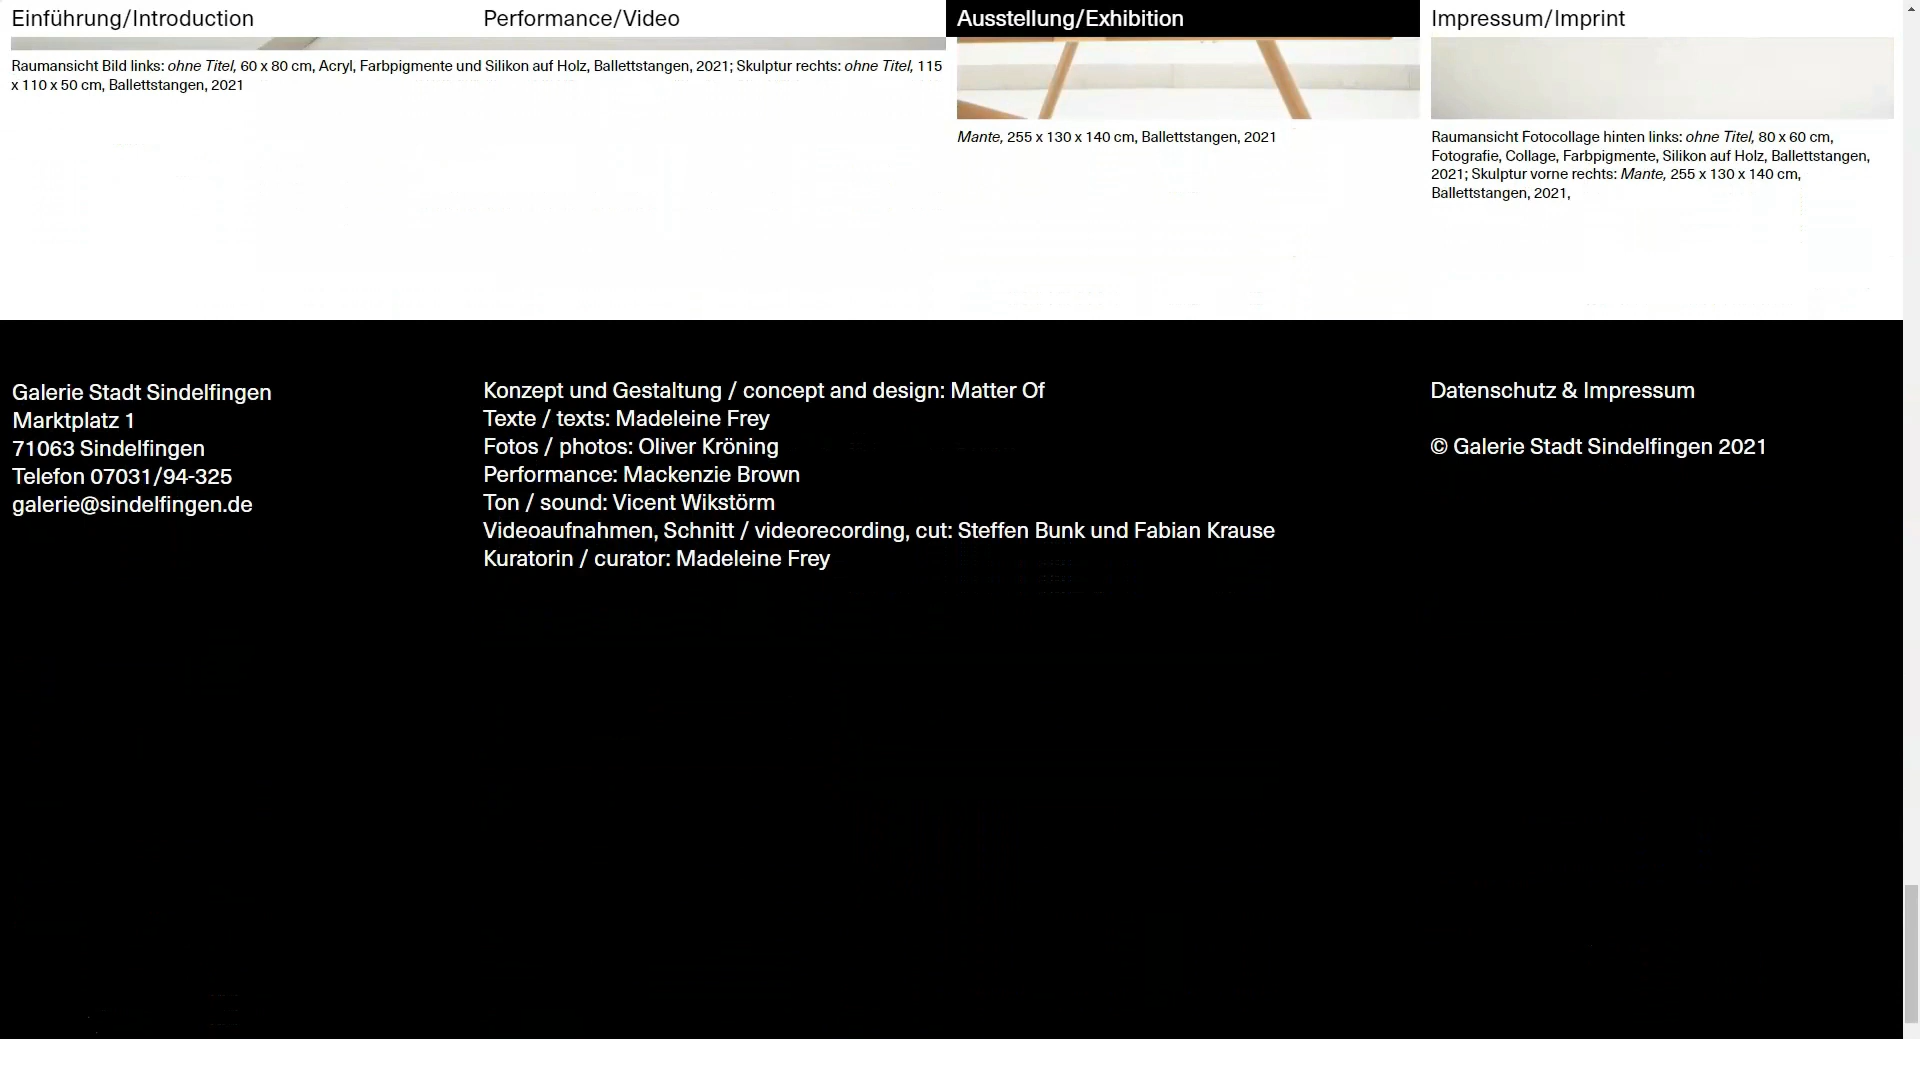 Einführung/Introduction
Performance/Video
Ausstellung/Exhibition
Impressum/Imprint
Raumansicht Bild links: ohne Titel, 60 x 80 cm, Acryl, Farbpigmente und Silikon auf Holz, Ballettstangen, 2021; Skulptur rechts: ohne Titel, 115
x 110 x 50 cm, Ballettstangen, 2021
Mante, 255 x 130 x 140 cm, Ballettstangen, 2021
Raumansicht Fotocollage hinten links: ohne Titel, 80 x 60 cm,
Fotografie, Collage, Farbpigmente, Silikon auf Holz, Ballettstangen,
2021; Skulptur vorne rechts: Mante, 255 x 130 x 140 cm,
Ballettstangen, 2021,
Galerie Stadt Sindelfingen
Marktplatz 1
71063 Sindelfingen
Telefon 07031/94-325
galerie@sindelfingen.de
Konzept und Gestaltung / concept and design: Matter Of
Texte / texts: Madeleine Frey
Fotos / photos: Oliver Kröning
Performance: Mackenzie Brown
Ton / sound: Vicent Wikstörm
Videoaufnahmen, Schnitt / videorecording, cut: Steffen Bunk und Fabian Krause
Kuratorin / curator: Madeleine Frey
Datenschutz & Impressum
© Galerie Stadt Sindelfingen 2021